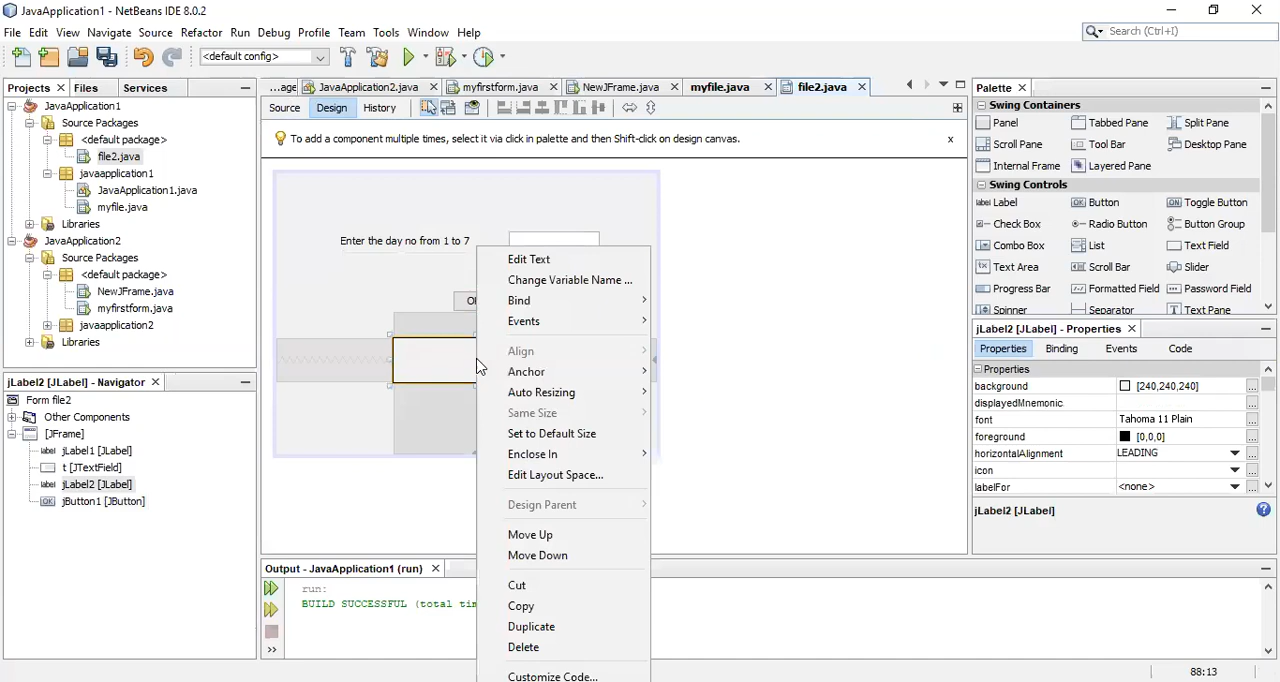 JavaApplication1 - NetBeans IDE 8.0.2
File Edit View Navigate Source Refactor Run Debug Profile Team Tools Window Help
Search (Ctrl+I)
<default config>
Projects Files Services
JavaApplication1
Source Packages
<default package>
file2.java
javaapplication1
JavaApplication1.java
myfile.java
Libraries
JavaApplication2
Source Packages
<default package>
NewJFrame.java
myfirstform.java
javaapplication2
Libraries
jLabel2 [JLabel] - Navigator
Form file2
Other Components
[JFrame]
label jLabel1 [JLabel]
t [JTextField]
label jLabel2 [JLabel]
OK jButton1 [JButton]
...age JavaApplication2.java myfirstform.java NewJFrame.java myfile.java file2.java
Source Design History
To add a component multiple times, select it via click in palette and then Shift-click on design canvas.
x
Enter the day no from 1 to 7
Edit Text
Change Variable Name ...
Bind
Events
Align
Anchor
Auto Resizing
Same Size
Set to Default Size
Enclose In
Edit Layout Space...
Design Parent
Move Up
Move Down
Cut
Copy
Duplicate
Delete
Customize Code...
Output - JavaApplication1 (run)
run:
BUILD SUCCESSFUL (total
>>
Palette
Swing Containers
Panel Tabbed Pane Split Pane
Scroll Pane Tool Bar Desktop Pane
Internal Frame Layered Pane
Swing Controls
label Label OK Button ON Toggle Button
Check Box Radio Button Button Group
Combo Box List Text Field
Text Area Scroll Bar Slider
Progress Bar Formatted Field Password Field
Spinner Separator Text Pane
jLabel2 [JLabel] - Properties
Properties Binding Events Code
Properties
background [240,240,240] ...
displayedMnemonic ...
font Tahoma 11 Plain ...
foreground [0,0,0] ...
horizontalAlignment LEADING ...
icon ...
labelFor <none> ...
jLabel2 [JLabel]
88:13